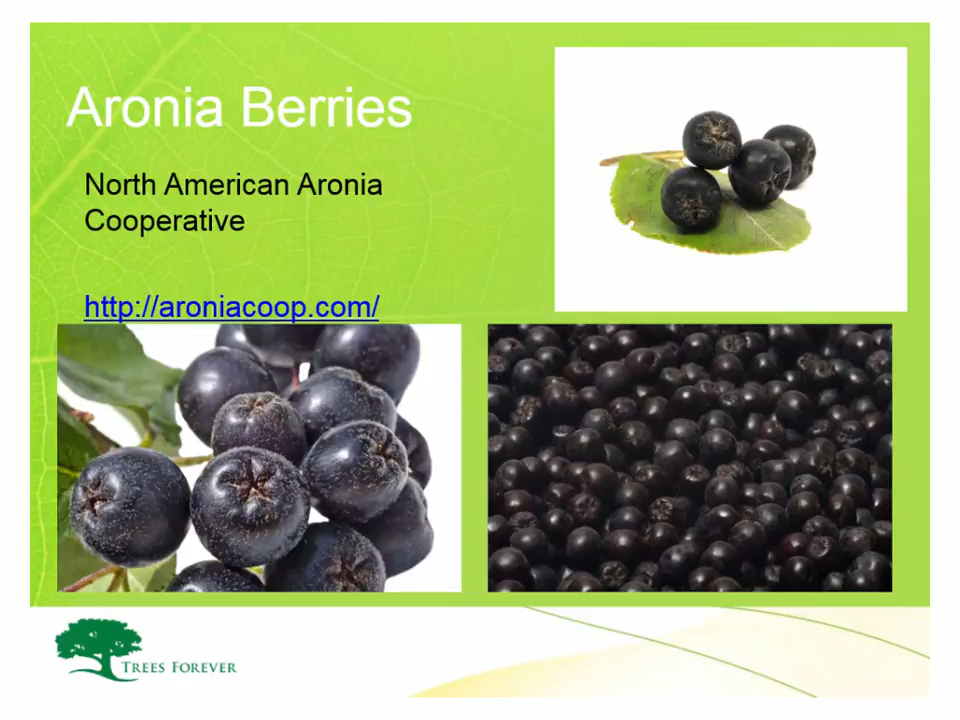 Aronia Berries
North American Aronia
Cooperative
http://aroniacoop.com/
TREES FOREVER